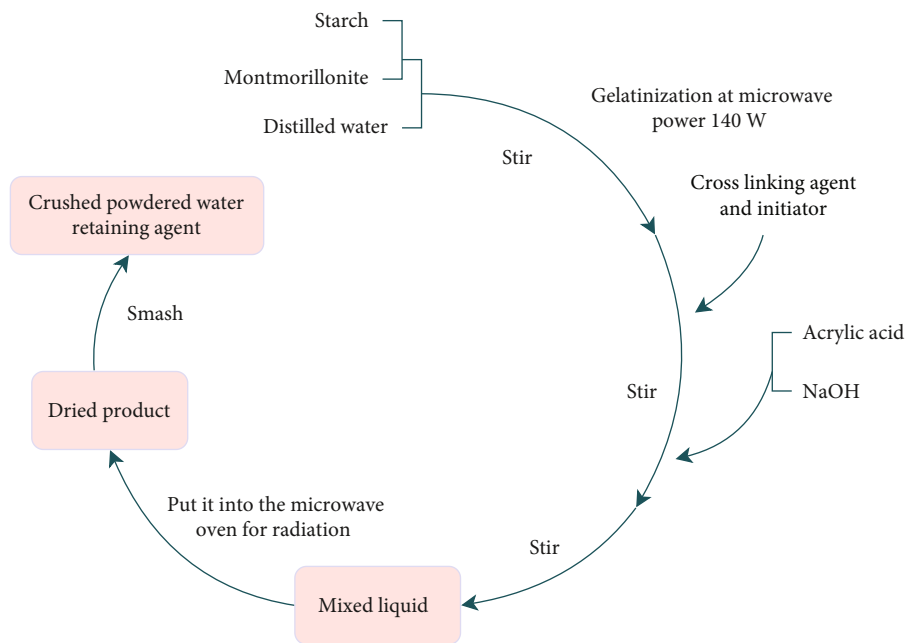 Starch
Montmorillonite
Distilled water
Stir
Gelatinization at microwave
power 140 W
Cross linking agent
and initiator
Acrylic acid
NaOH
Stir
Stir
Mixed liquid
Put it into the microwave
oven for radiation
Dried product
Smash
Crushed powdered water
retaining agent